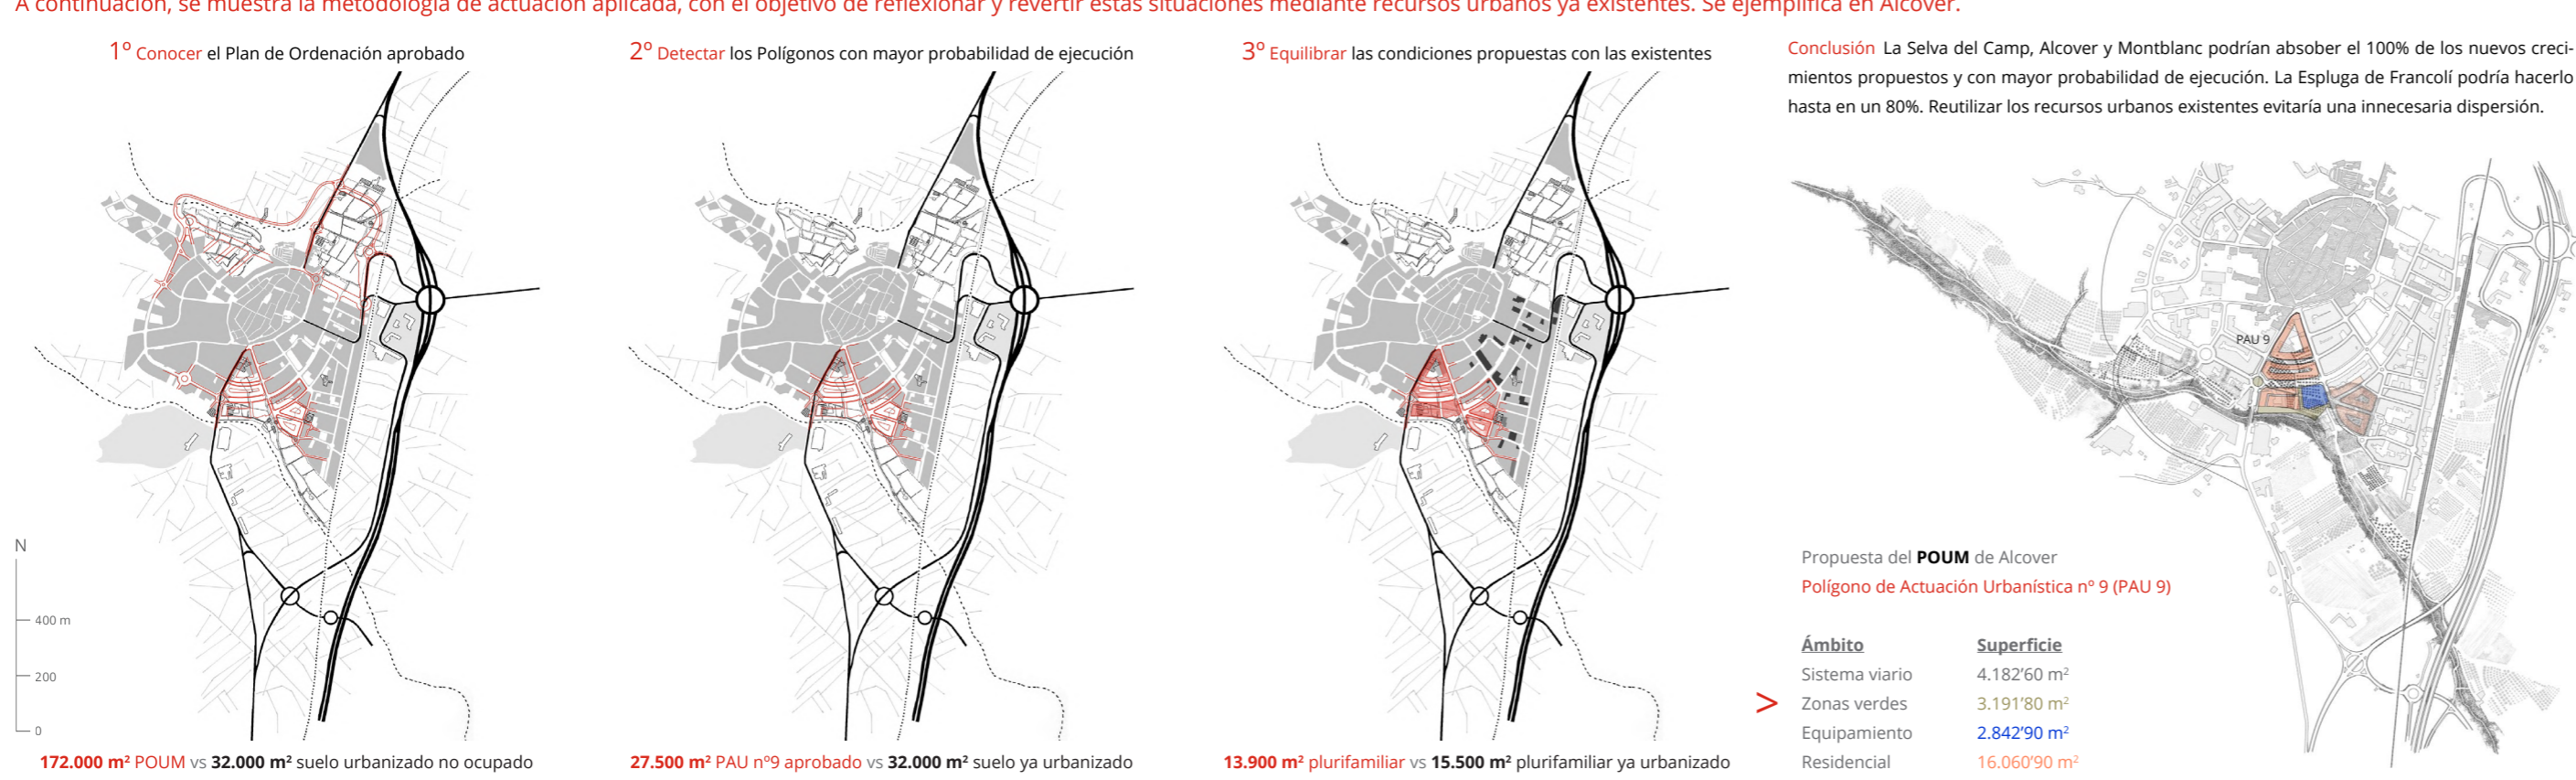 A continuación, se muestra la metodología de actuación aplicada, con el objetivo de reflexionar y revertir estas situaciones mediante recursos urbanos ya existentes. Se ejemplifica en Alcover.
1º Conocer el Plan de Ordenación aprobado
2º Detectar los Polígonos con mayor probabilidad de ejecución
3º Equilibrar las condiciones propuestas con las existentes
Conclusión La Selva del Camp, Alcover y Montblanc podrían absober el 100% de los nuevos creci-
mientos propuestos y con mayor probabilidad de ejecución. La Espluga de Francolí podría hacerlo
hasta en un 80%. Reutilizar los recursos urbanos existentes evitaría una innecesaria dispersión.
PAU 9
N
400 m
200
0
172.000 m² POUM vs 32.000 m² suelo urbanizado no ocupado
27.500 m² PAU nº9 aprobado vs 32.000 m² suelo ya urbanizado
13.900 m² plurifamiliar vs 15.500 m² plurifamiliar ya urbanizado
Propuesta del POUM de Alcover
Polígono de Actuación Urbanística nº 9 (PAU 9)
Ámbito Superficie
Sistema viario 4.182'60 m²
> Zonas verdes 3.191'80 m²
Equipamiento 2.842'90 m²
Residencial 16.060'90 m²